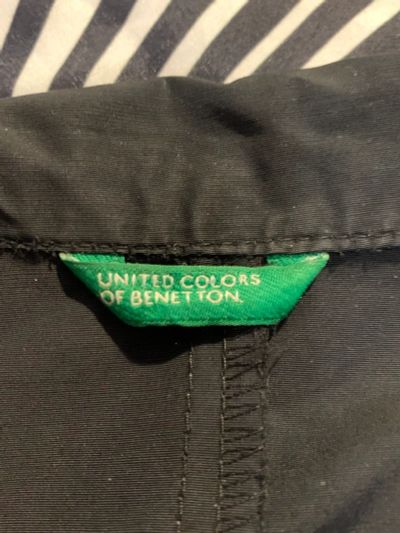 UNITED COLORS
OF BENETTON.